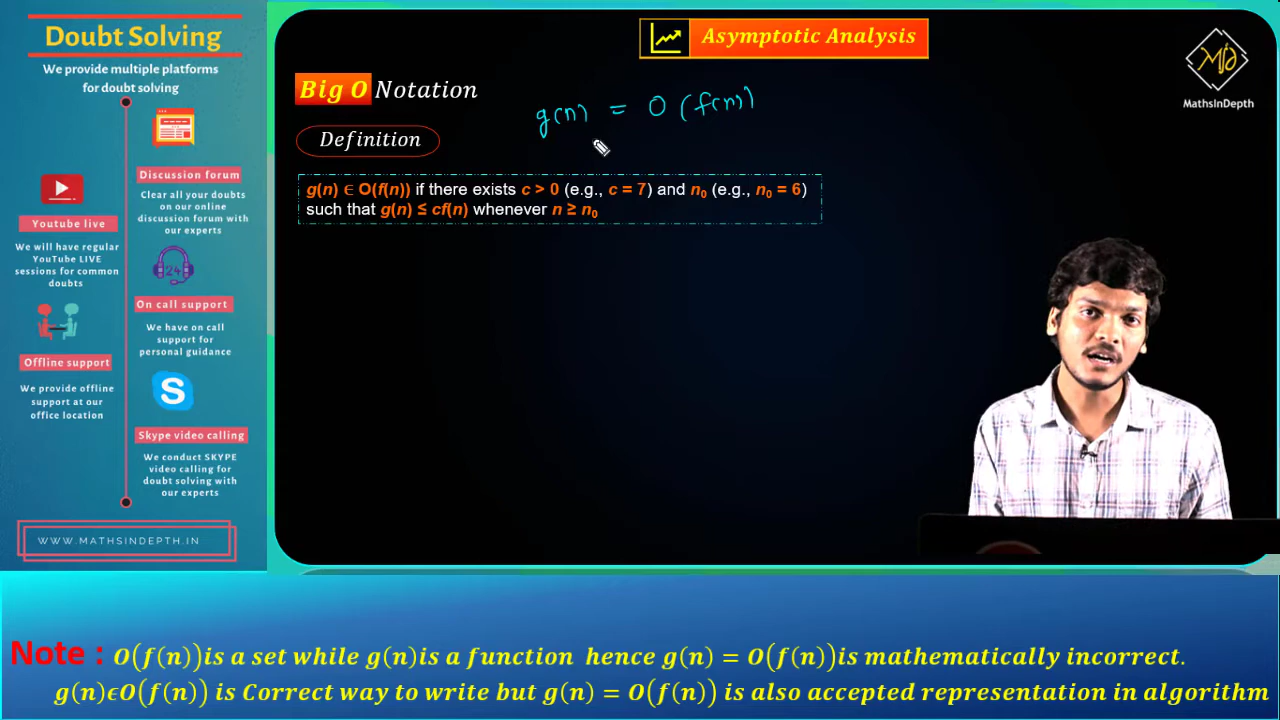 Doubt Solving
We provide multiple platforms
for doubt solving
Discussion forum
Clear all your doubts
on our online
discussion forum with
our experts
Youtube live
We will have regular
YouTube LIVE
sessions for common
doubts
24
On call support
We have on call
support for
personal guidance
Offline support
We provide offline
support at our
office location
S
Skype video calling
We conduct SKYPE
video calling for
doubt solving with
our experts
WWW.MATHSINDEPTH.IN
Asymptotic Analysis
MID
MathsInDepth
Big O Notation
g(n) = O (f(n))
Definition
g(n) ∈ O(f(n)) if there exists c > 0 (e.g., c = 7) and n₀ (e.g., n₀ = 6)
such that g(n) ≤ cf(n) whenever n ≥ n₀
Note : O(f(n)) is a set while g(n) is a function hence g(n) = O(f(n)) is mathematically incorrect.
g(n)ϵO(f(n)) is Correct way to write but g(n) = O(f(n)) is also accepted representation in algorithm